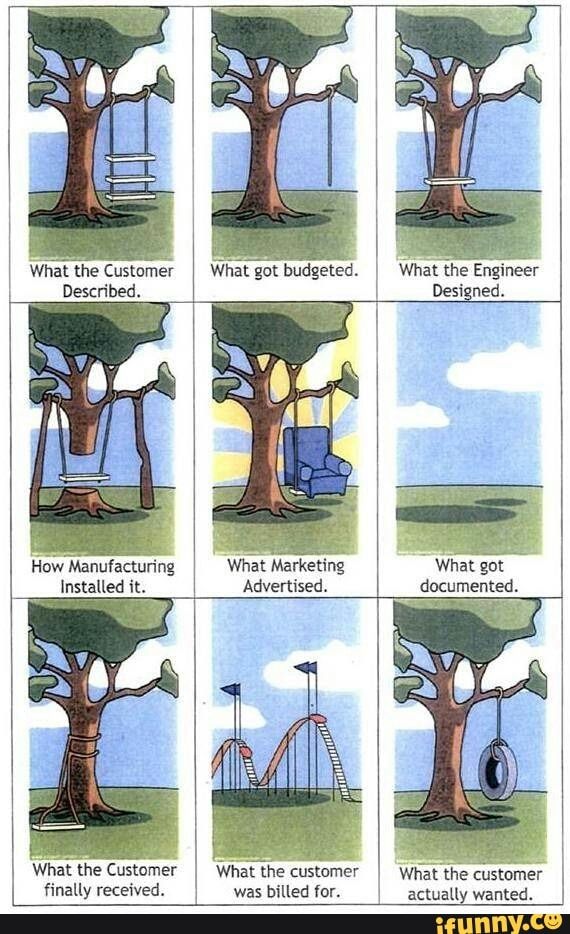 What the Customer
Described.
What got budgeted.
What the Engineer
Designed.
How Manufacturing
Installed it.
What Marketing
Advertised.
What got
documented.
What the Customer
finally received.
What the customer
was billed for.
What the customer
actually wanted.
ifunny.co